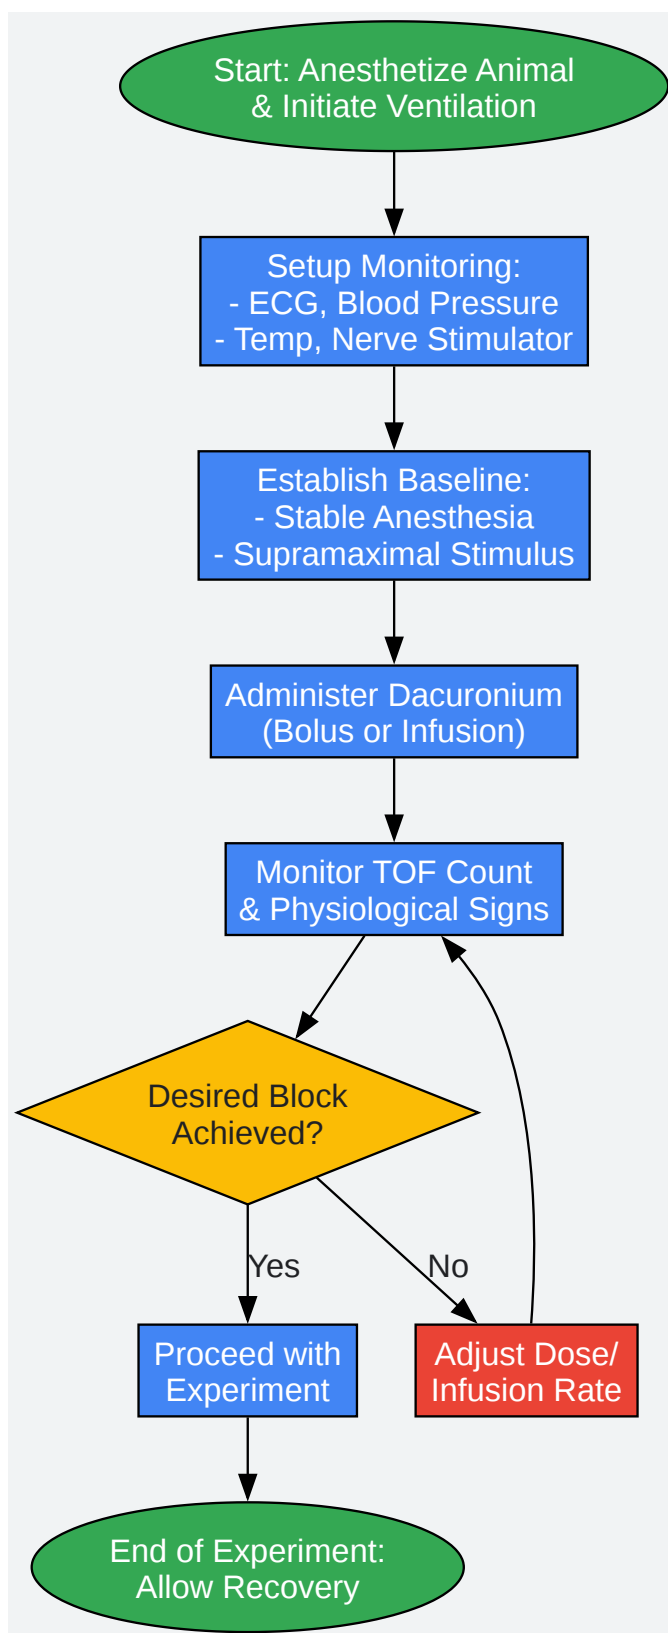 Start: Anesthetize Animal
& Initiate Ventilation
Setup Monitoring:
- ECG, Blood Pressure
- Temp, Nerve Stimulator
Establish Baseline:
- Stable Anesthesia
- Supramaximal Stimulus
Administer Dacuronium
(Bolus or Infusion)
Monitor TOF Count
& Physiological Signs
Desired Block
Achieved?
Yes
No
Proceed with
Experiment
Adjust Dose/
Infusion Rate
End of Experiment:
Allow Recovery